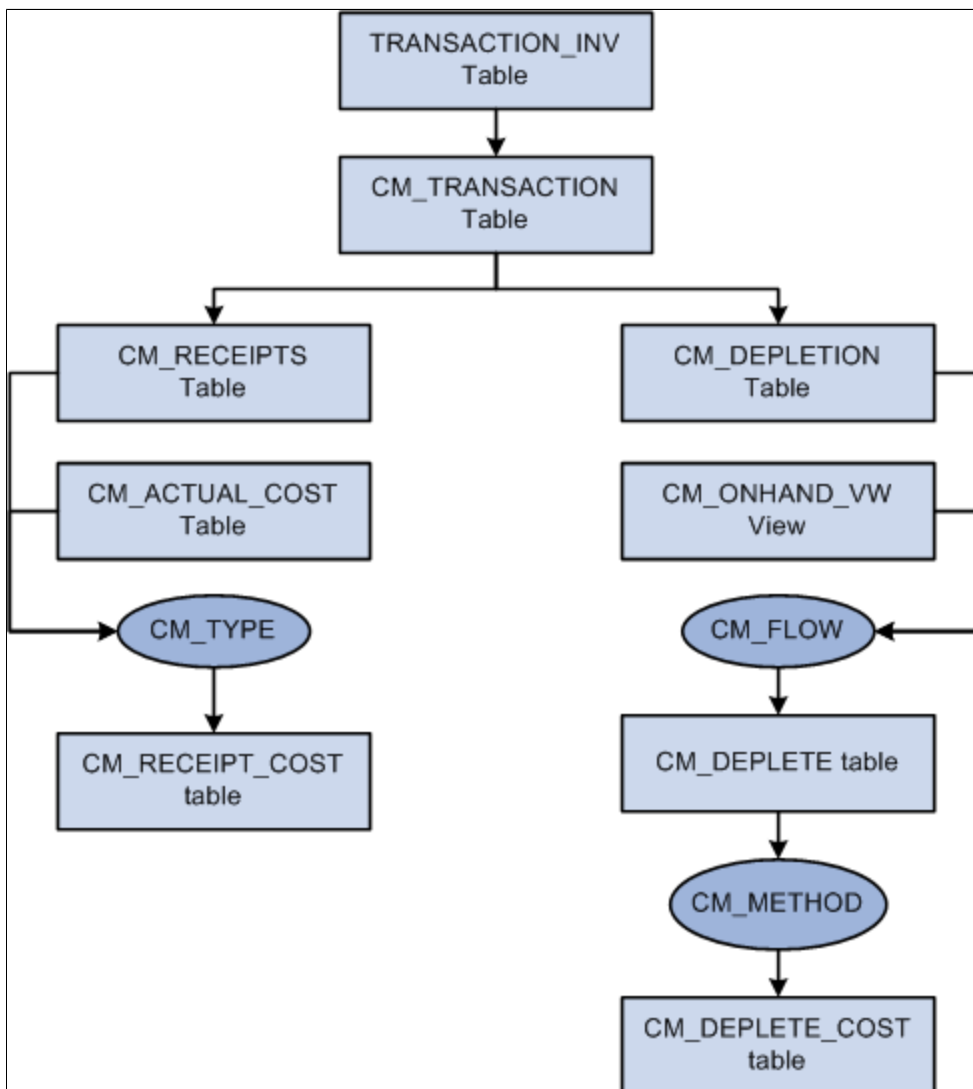 TRANSACTION_INV
Table
CM_TRANSACTION
Table
CM_RECEIPTS
Table
CM_DEPLETION
Table
CM_ACTUAL_COST
Table
CM_ONHAND_VW
View
CM_TYPE
CM_FLOW
CM_RECEIPT_COST
table
CM_DEPLETE table
CM_METHOD
CM_DEPLETE_COST
table